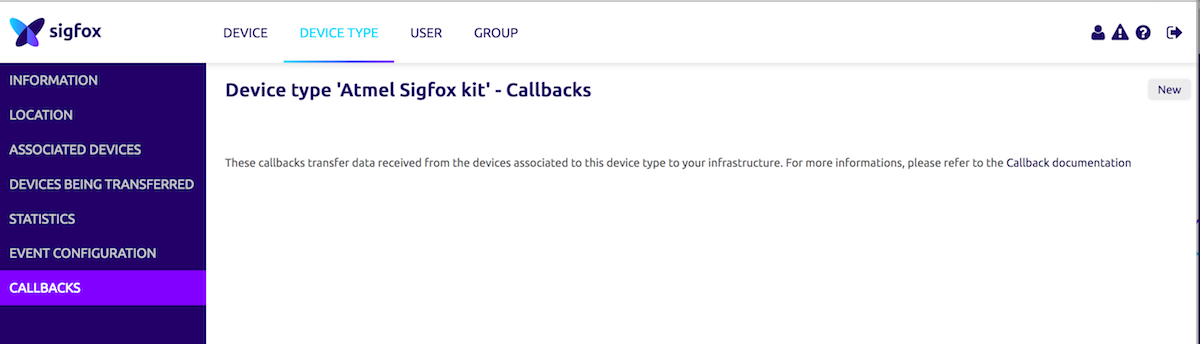 sigfox
DEVICE
DEVICE TYPE
USER
GROUP
INFORMATION
LOCATION
ASSOCIATED DEVICES
DEVICES BEING TRANSFERRED
STATISTICS
EVENT CONFIGURATION
CALLBACKS
Device type 'Atmel Sigfox kit' - Callbacks
New
These callbacks transfer data received from the devices associated to this device type to your infrastructure. For more informations, please refer to the Callback documentation